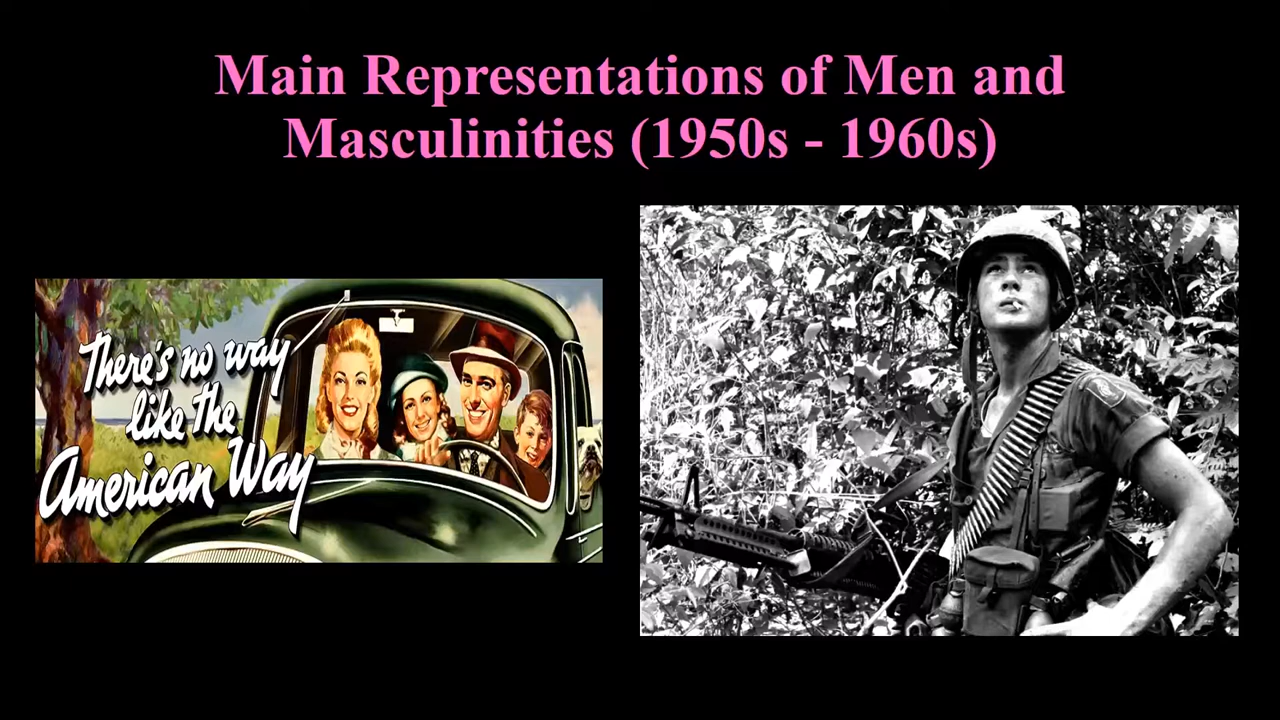 Main Representations of Men and
Masculinities (1950s - 1960s)
There's no way
like the
American Way